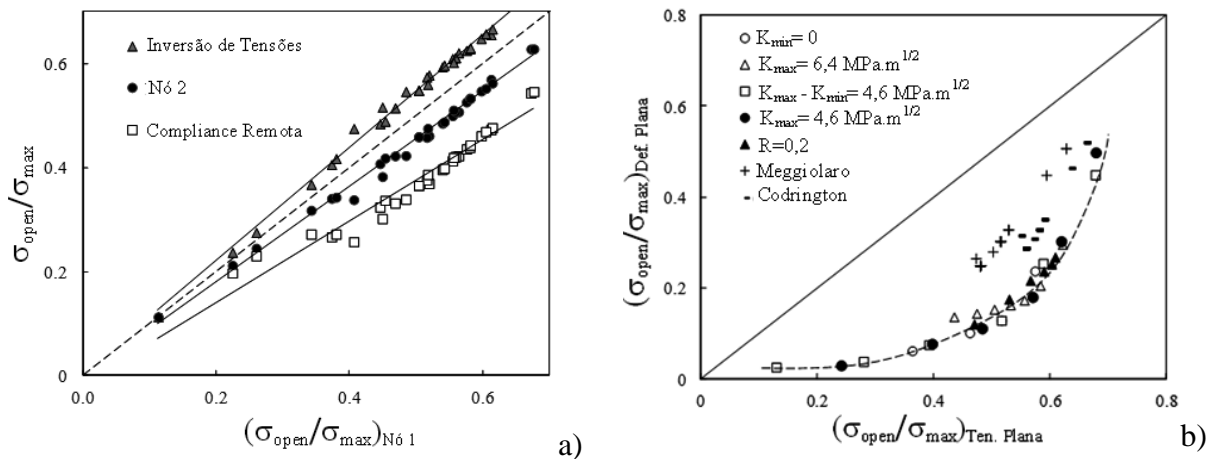 σopen/σmax
0.6
0.4
0.2
0
Inversão de Tensões
Nó 2
Compliance Remota
0.0
0.2
0.4
0.6
(σopen/σmax)Nó 1
a)
(σopen/σmax)Def. Plana
0.8
0.6
0.4
0.2
0
Kmin= 0
Kmax= 6,4 MPa.m1/2
Kmax - Kmin= 4,6 MPa.m1/2
Kmax= 4,6 MPa.m1/2
R=0,2
Meggiolaro
Codrington
0
0.2
0.4
0.6
0.8
(σopen/σmax)Ten. Plana
b)